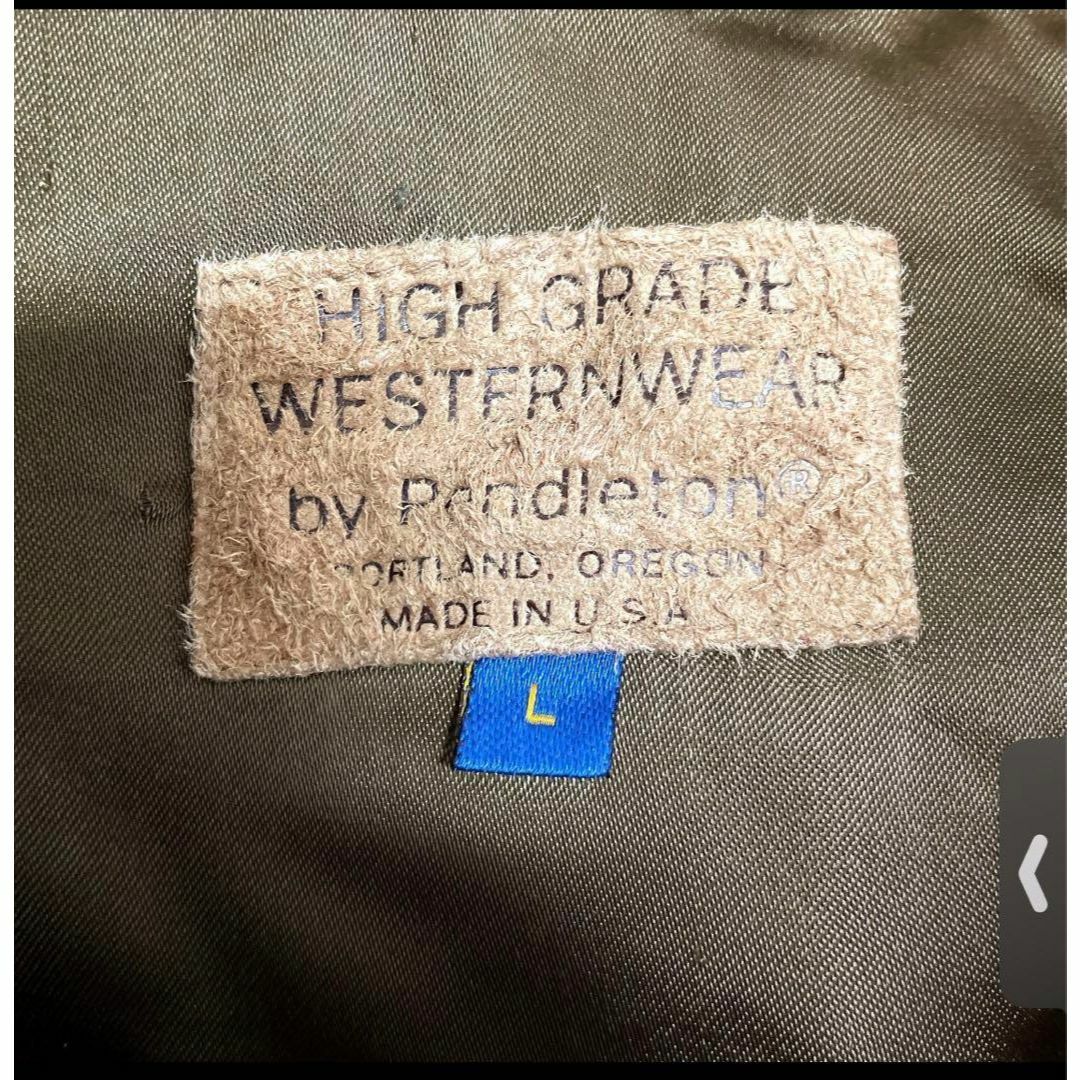 HIGH GRADE
WESTERNWEAR
by Pendleton®
PORTLAND, OREGON
MADE IN U.S.A
L